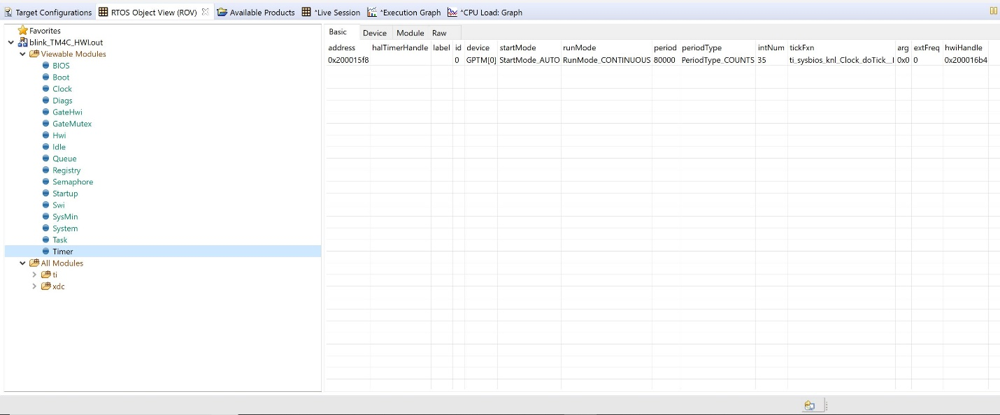 Target Configurations RTOS Object View (ROV) Available Products *Live Session *Execution Graph *CPU Load: Graph
Favorites
blink_TM4C_HWI.out
Viewable Modules
BIOS
Boot
Clock
Diags
GateHwi
GateMutex
Hwi
Idle
Queue
Registry
Semaphore
Startup
Swi
SysMin
System
Task
Timer
All Modules
ti
xdc
Basic Device Module Raw
address halTimerHandle label id device startMode runMode period periodType intNum tickFxn arg extFreq hwiHandle
0x200015f8 0 GPTM[0] StartMode_AUTO RunMode_CONTINUOUS 80000 PeriodType_COUNTS 35 ti_sysbios_knl_Clock_doTick__I 0x0 0 0x200016b4